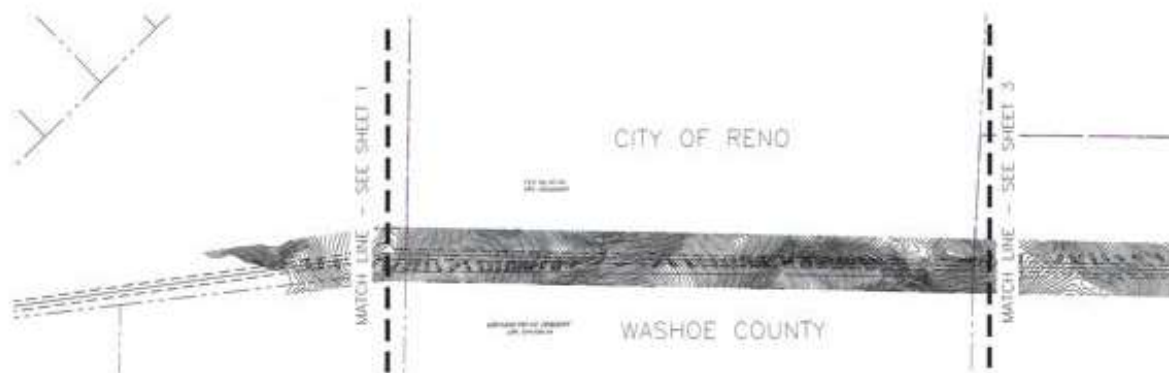 MATCH LINE - SEE SHEET 1
CITY OF RENO
MATCH LINE - SEE SHEET 3
WASHOE COUNTY